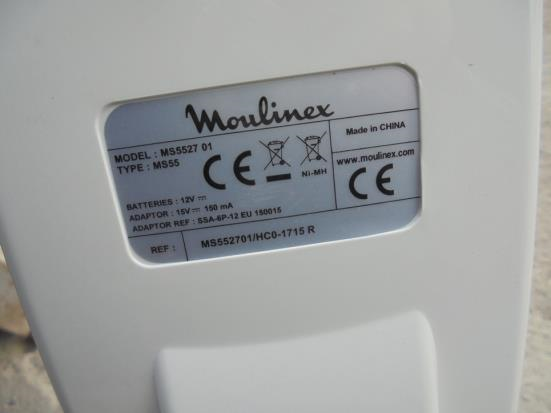 Moulinex
MODEL : MS5527 01
TYPE : MS55
CE
Ni-MH
Made in CHINA
www.moulinex.com
CE
BATTERIES : 12V ⎓
ADAPTOR : 15V ⎓ 150 mA
ADAPTOR REF : SSA-6P-12 EU 150015
REF : MS552701/HC0-1715 R